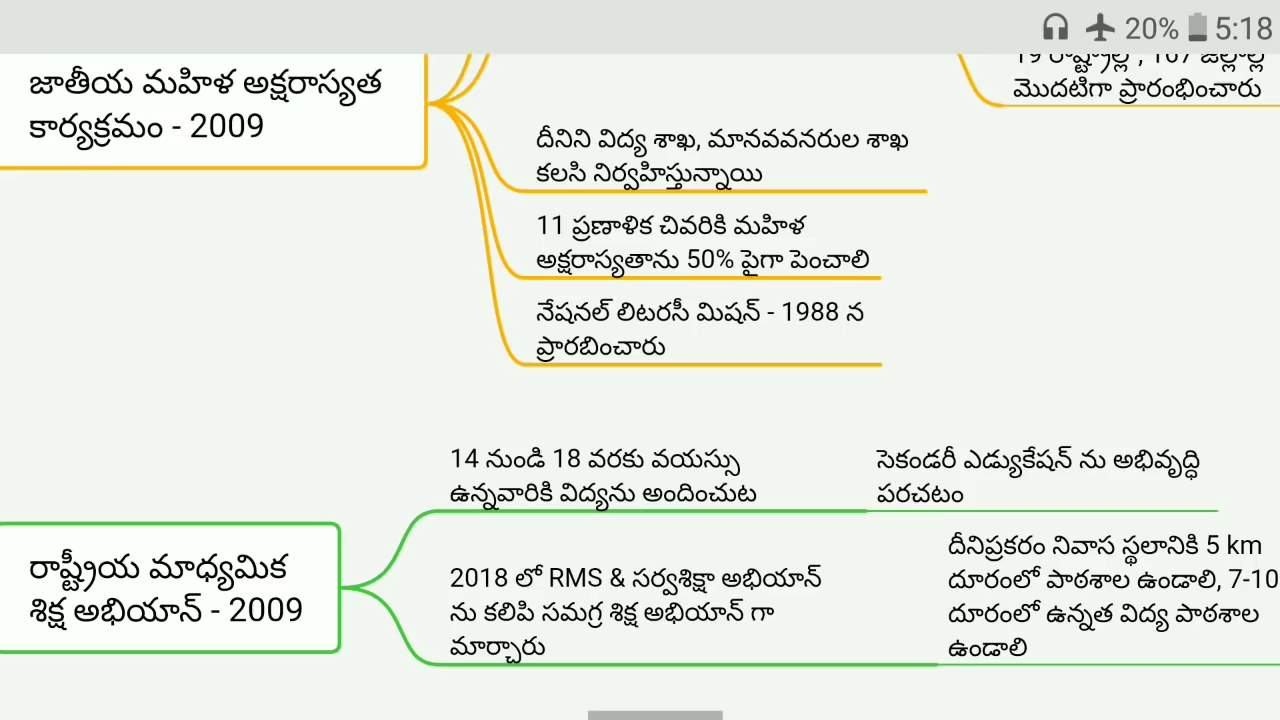 20% 5:18
జాతీయ మహిళ అక్షరాస్యత
కార్యక్రమం - 2009
మొదటిగా ప్రారంభించారు
దీనిని విద్య శాఖ, మానవవనరుల శాఖ
కలసి నిర్వహిస్తున్నాయి
11 ప్రణాళిక చివరికి మహిళ
అక్షరాస్యతాను 50% పైగా పెంచాలి
నేషనల్ లిటరసీ మిషన్ - 1988 న
ప్రారబించారు
14 నుండి 18 వరకు వయస్సు
ఉన్నవారికి విద్యను అందించుట
సెకండరీ ఎడ్యుకేషన్ ను అభివృద్ధి
పరచటం
రాష్ట్రీయ మాధ్యమిక
శిక్ష అభియాన్ - 2009
2018 లో RMS & సర్వశిక్షా అభియాన్
ను కలిపి సమగ్ర శిక్ష అభియాన్ గా
మార్చారు
దీనిప్రకరం నివాస స్థలానికి 5 km
దూరంలో పాఠశాల ఉండాలి, 7-10
దూరంలో ఉన్నత విద్య పాఠశాల
ఉండాలి